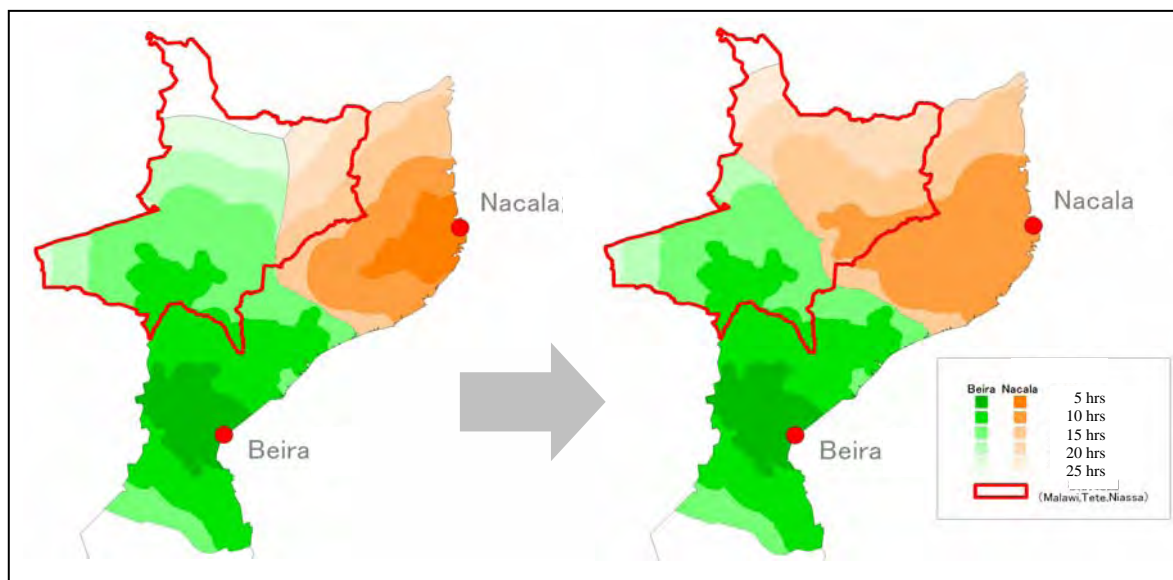 Nacala
Beira
Nacala
Beira
Beira Nacala
5 hrs
10 hrs
15 hrs
20 hrs
25 hrs
(Malawi,Tete,Niassa)